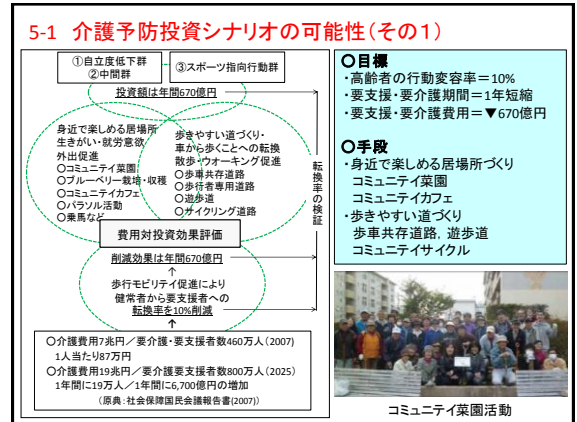 5-1 介護予防投資シナリオの可能性(その1)
①自立度低下群
②中間群
③スポーツ指向行動群
投資額は年間670億円
身近で楽しめる居場所
生きがい・就労意欲
外出促進
〇コミュニテイ菜園
〇ブルーベリー栽培・収穫
〇コミュニテイカフェ
〇パラソル活動
〇乗馬など
歩きやすい道づくり・
車から歩くことへの転換
散歩・ウオーキング促進
〇歩車共存道路
〇歩行者専用道路
〇遊歩道
〇サイクリング道路
転換率の検証
費用対投資効果評価
削減効果は年間670億円
↑
歩行モビリテイ促進により
健常者から要支援者への
転換率を10%削減
↑
〇介護費用7兆円/要介護・要支援者数460万人(2007)
1人当たり87万円
〇介護費用19兆円/要介護要支援者数800万人(2025)
1年間に19万人/1年間に6,700億円の増加
(原典:社会保障国民会議報告書(2007))
〇目標
・高齢者の行動変容率=10%
・要支援・要介護期間=1年短縮
・要支援・要介護費用=▼670億円
〇手段
・身近で楽しめる居場所づくり
コミュニテイ菜園
コミュニテイカフェ
・歩きやすい道づくり
歩車共存道路, 遊歩道
コミュニテイサイクル
コミュニテイ菜園活動